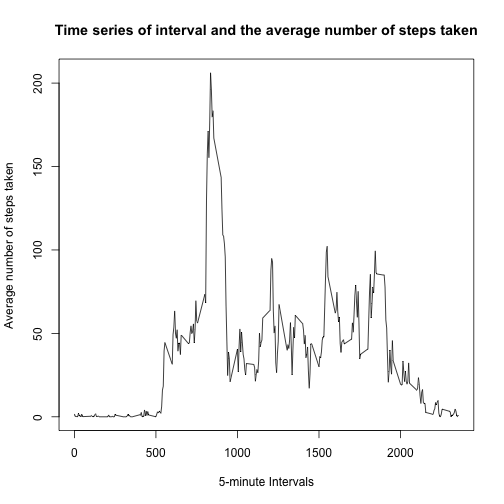 Time series of interval and the average number of steps taken
Average number of steps taken
200
150
100
50
0
0 500 1000 1500 2000
5-minute Intervals